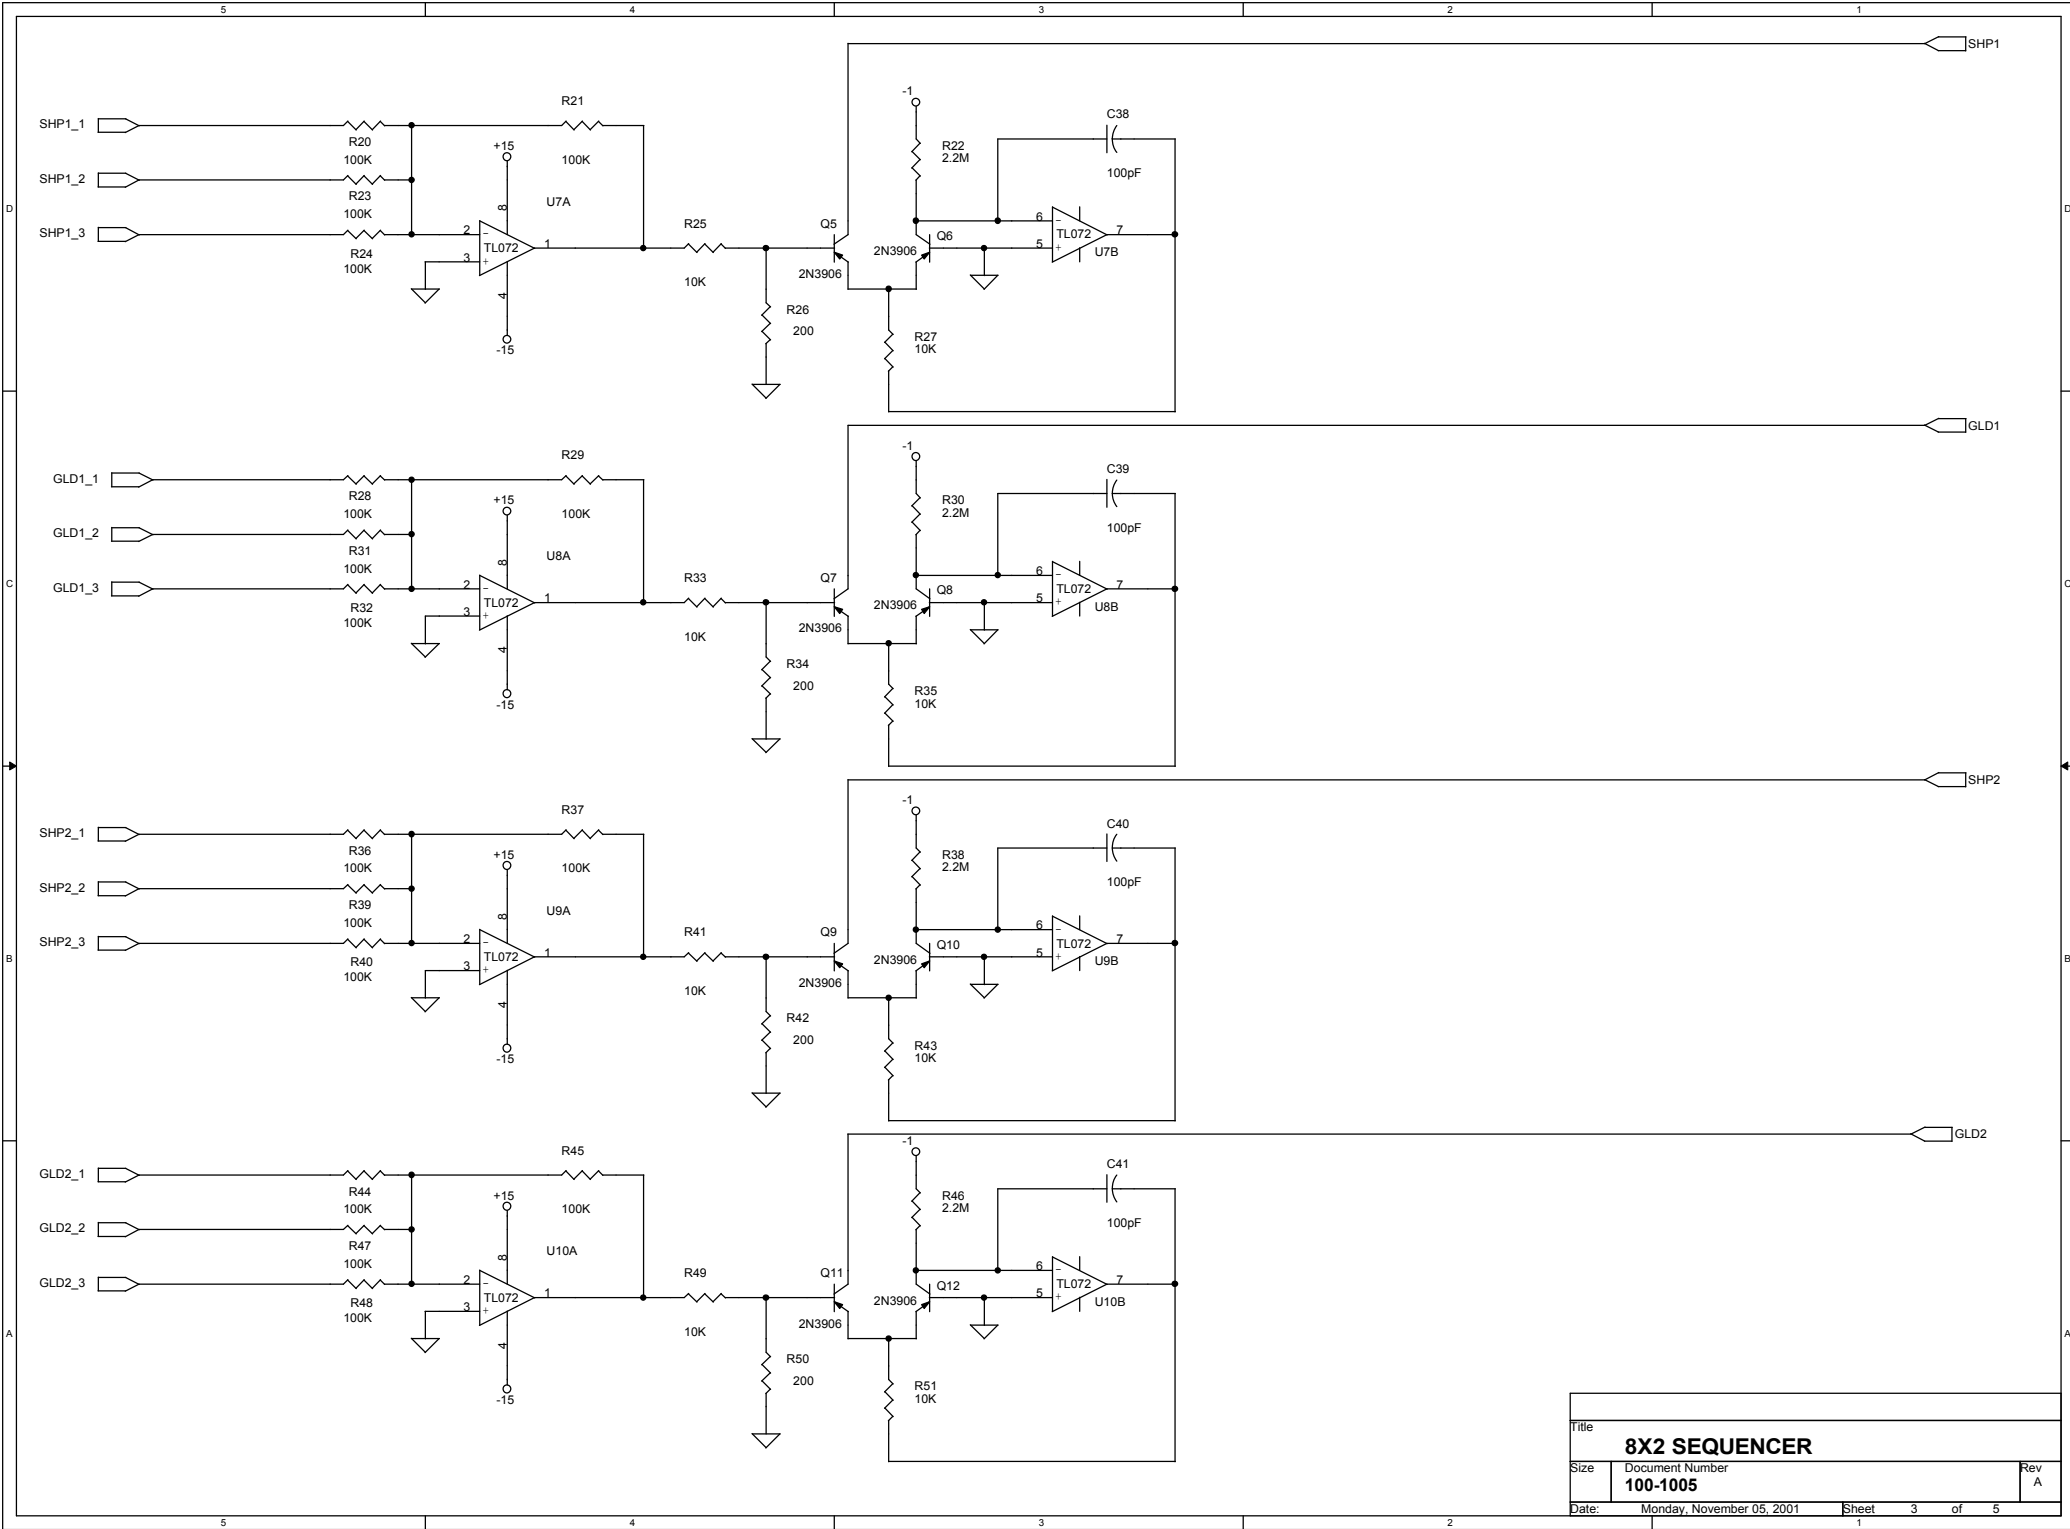 5 4 3 2 1
SHP1
SHP1_1
R20
100K
SHP1_2
R23
100K
SHP1_3
R24
100K
R21
100K
+15
8
U7A
2
3
TL072
1
4
-15
R25
10K
R26
200
Q5
2N3906
-1
R22
2.2M
Q6
2N3906
R27
10K
C38
100pF
6
5
TL072
7
U7B
D D
GLD1
GLD1_1
R28
100K
GLD1_2
R31
100K
GLD1_3
R32
100K
R29
100K
+15
8
U8A
2
3
TL072
1
4
-15
R33
10K
R34
200
Q7
2N3906
-1
R30
2.2M
Q8
2N3906
R35
10K
C39
100pF
6
5
TL072
7
U8B
C C
SHP2
SHP2_1
R36
100K
SHP2_2
R39
100K
SHP2_3
R40
100K
R37
100K
+15
8
U9A
2
3
TL072
1
4
-15
R41
10K
R42
200
Q9
2N3906
-1
R38
2.2M
Q10
2N3906
R43
10K
C40
100pF
6
5
TL072
7
U9B
B B
GLD2
GLD2_1
R44
100K
GLD2_2
R47
100K
GLD2_3
R48
100K
R45
100K
+15
8
U10A
2
3
TL072
1
4
-15
R49
10K
R50
200
Q11
2N3906
-1
R46
2.2M
Q12
2N3906
R51
10K
C41
100pF
6
5
TL072
7
U10B
A A
Title
8X2 SEQUENCER
Size Document Number Rev
100-1005 A
Date: Monday, November 05, 2001 Sheet 3 of 5
5 4 3 2 1